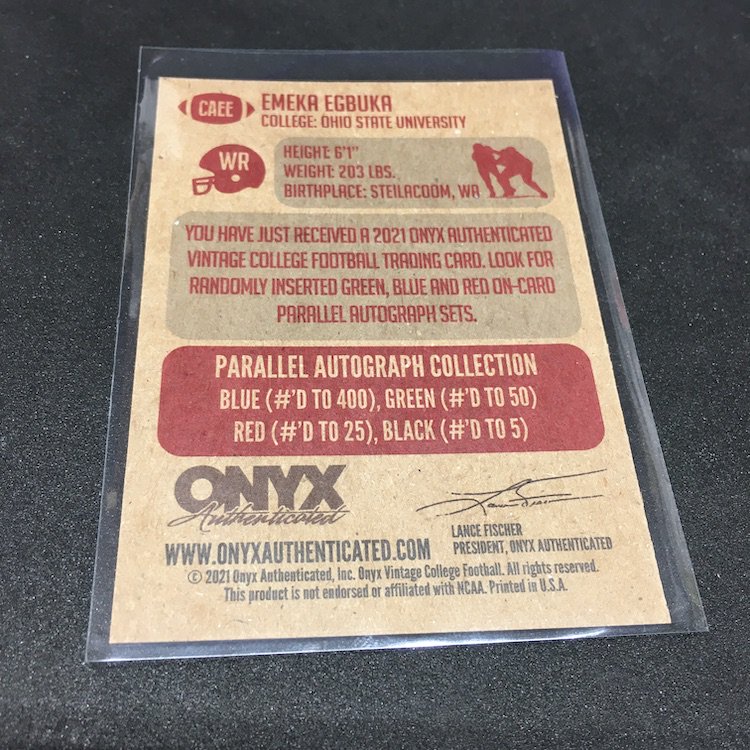 CAEE
EMEKA EGBUKA
COLLEGE: OHIO STATE UNIVERSITY
WR
HEIGHT: 6'1"
WEIGHT: 203 LBS.
BIRTHPLACE: STEILACOOM, WA
YOU HAVE JUST RECEIVED A 2021 ONYX AUTHENTICATED
VINTAGE COLLEGE FOOTBALL TRADING CARD. LOOK FOR
RANDOMLY INSERTED GREEN, BLUE AND RED ON-CARD
PARALLEL AUTOGRAPH SETS.
PARALLEL AUTOGRAPH COLLECTION
BLUE (#'D TO 400), GREEN (#'D TO 50)
RED (#'D TO 25), BLACK (#'D TO 5)
ONYX
Authenticated
LANCE FISCHER
PRESIDENT, ONYX AUTHENTICATED
WWW.ONYXAUTHENTICATED.COM
© 2021 Onyx Authenticated, Inc. Onyx Vintage College Football. All rights reserved.
This product is not endorsed or affiliated with NCAA. Printed in U.S.A.